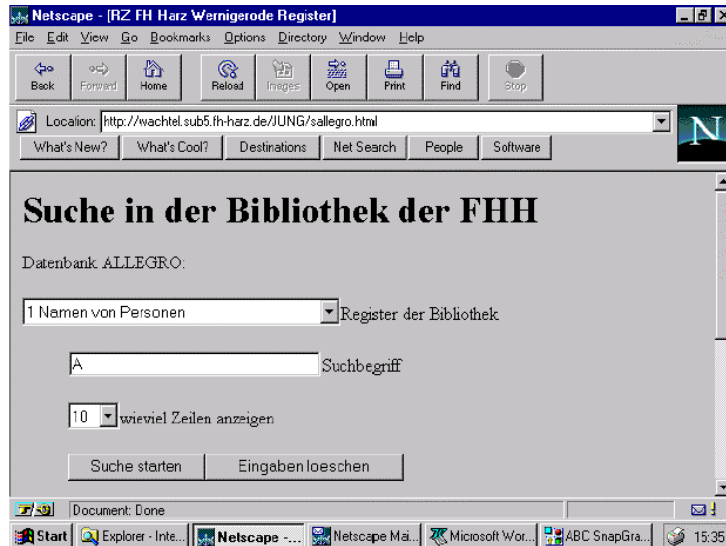 Netscape - [RZ FH Harz Wernigerode Register]
File Edit View Go Bookmarks Options Directory Window Help
Back Forward Home Reload Images Open Print Find Stop
Location: http://wachtel.sub5.fh-harz.de/JUNG/sallegro.html
N
What's New? What's Cool? Destinations Net Search People Software
Suche in der Bibliothek der FHH
Datenbank ALLEGRO:
1 Namen von Personen Register der Bibliothek
A Suchbegriff
10 wieviel Zeilen anzeigen
Suche starten Eingaben loeschen
Document: Done
Start Explorer - Inte... Netscape -... Netscape Mai... Microsoft Wor... ABC SnapGra... 15:35